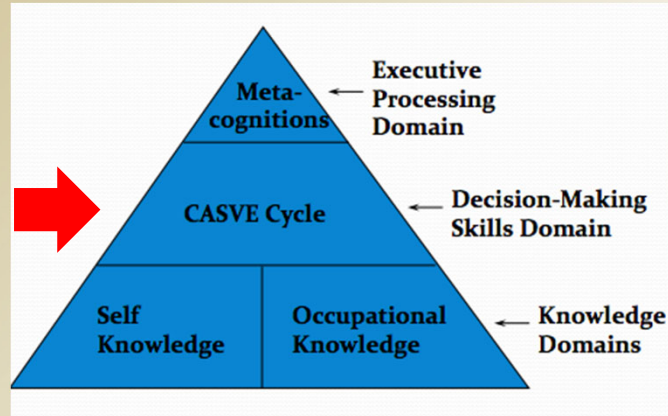 Meta-
cognitions
Executive
Processing
Domain
CASVE Cycle
Decision-Making
Skills Domain
Self
Knowledge
Occupational
Knowledge
Knowledge
Domains